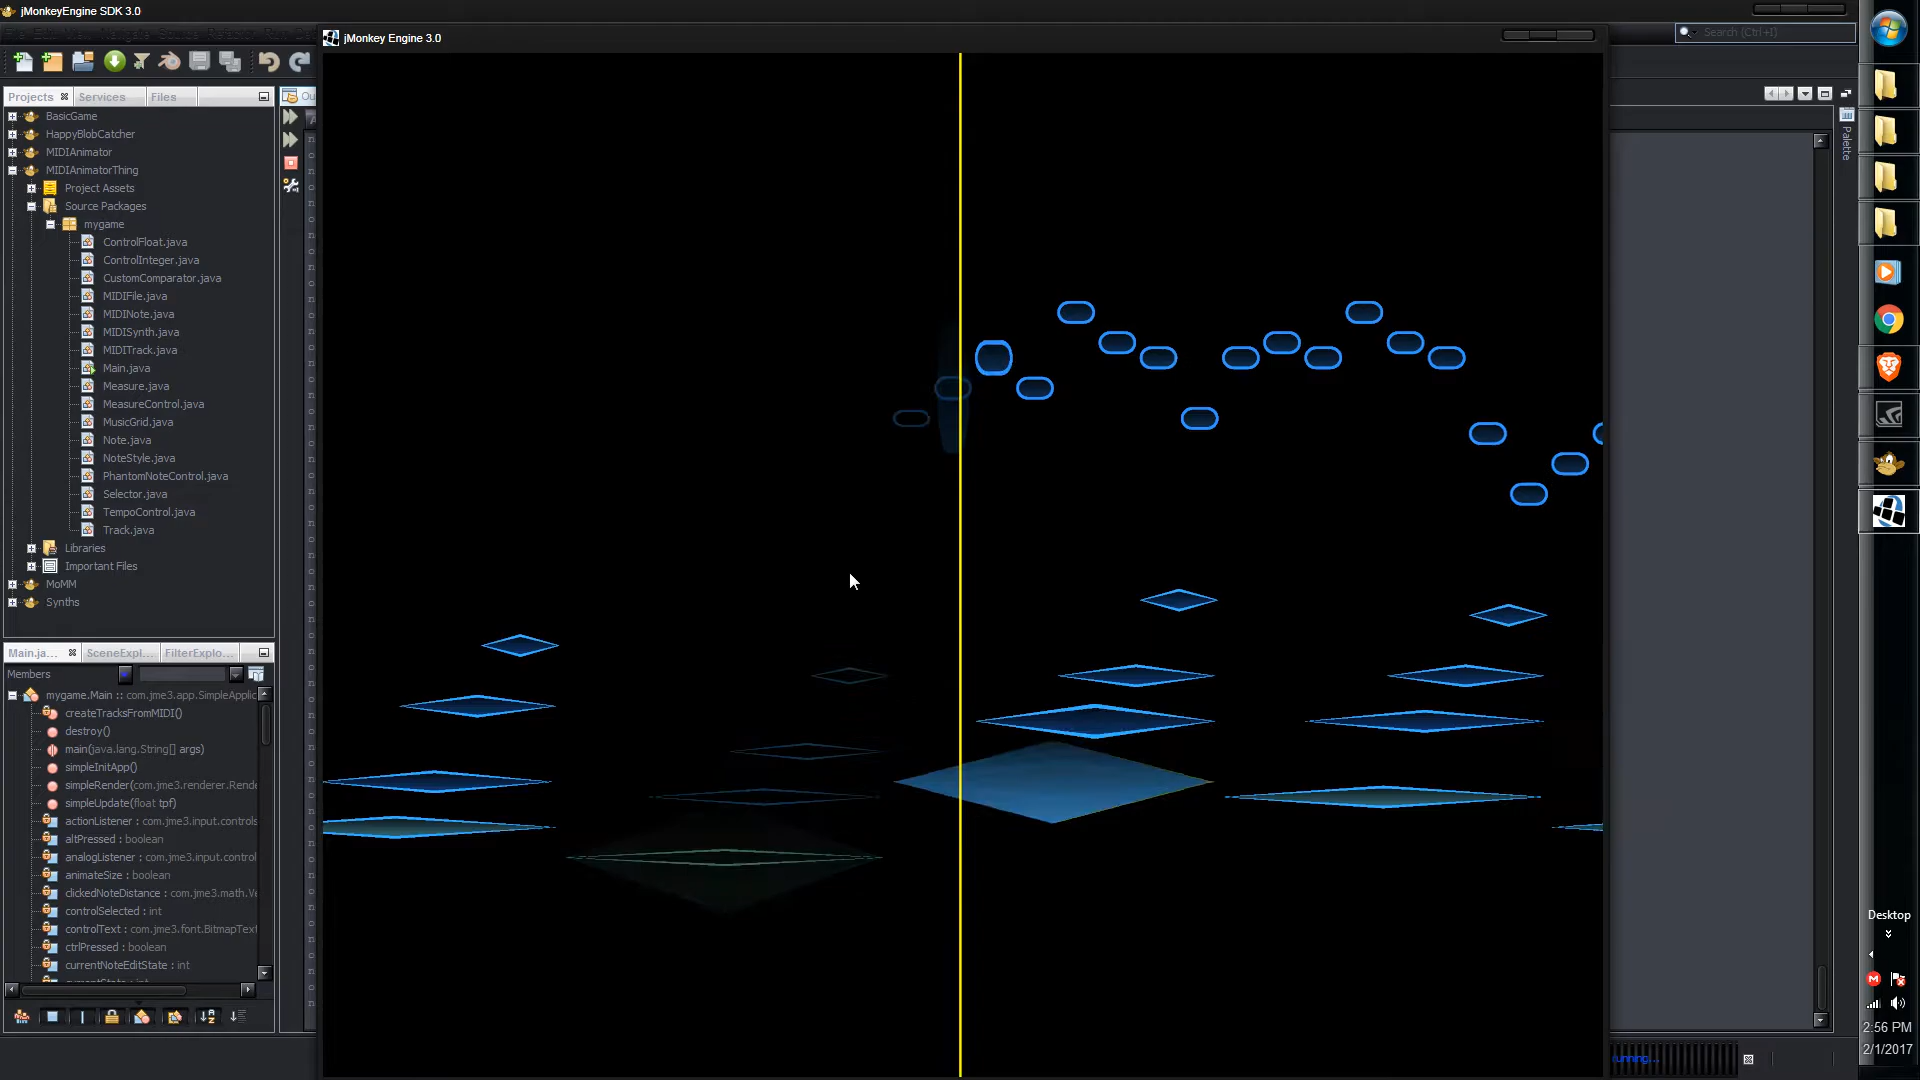 jMonkeyEngine SDK 3.0
jMonkey Engine 3.0
Search (Ctrl+I)
Projects
Services
Files
Ou
BasicGame
HappyBlobCatcher
MIDIAnimator
MIDIAnimatorThing
Project Assets
Source Packages
mygame
ControlFloat.java
ControlInteger.java
CustomComparator.java
MIDIFile.java
MIDINote.java
MIDISynth.java
MIDITrack.java
Main.java
Measure.java
MeasureControl.java
MusicGrid.java
Note.java
NoteStyle.java
PhantomNoteControl.java
Selector.java
TempoControl.java
Track.java
Libraries
Important Files
MoMM
Synths
Palette
Main.ja...
SceneExpl...
FilterExplo...
Members
mygame.Main :: com.jme3.app.SimpleApplic
createTracksFromMIDI()
destroy()
main(java.lang.String[] args)
simpleInitApp()
simpleRender(com.jme3.renderer.Rende
simpleUpdate(float tpf)
actionListener : com.jme3.input.controls
altPressed : boolean
analogListener : com.jme3.input.control
animateSize : boolean
clickedNoteDistance : com.jme3.math.Ve
controlSelected : int
controlText : com.jme3.font.BitmapText
ctrlPressed : boolean
currentNoteEditState : int
Desktop
2:56 PM
2/1/2017
unning...